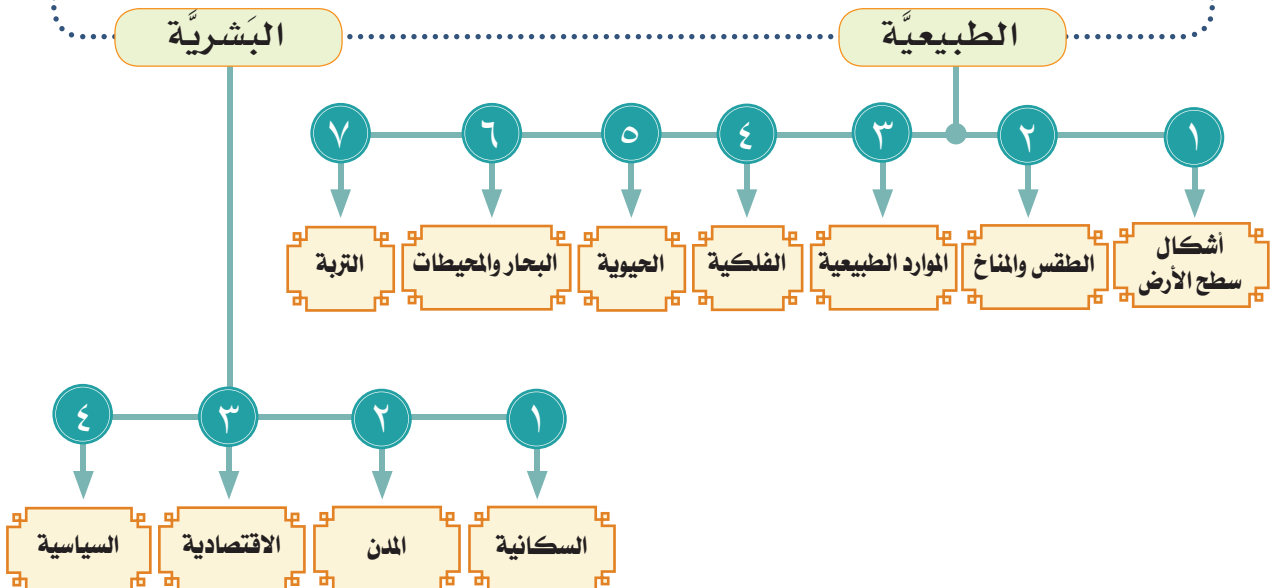 الطبيعيَّة
البَشريَّة
١
٢
٣
٤
٥
٦
٧
أشكال
سطح الأرض
الطقس والمناخ
الموارد الطبيعية
الفلكية
الحيوية
البحار والمحيطات
التربة
١
٢
٣
٤
السكانية
المدن
الاقتصادية
السياسية